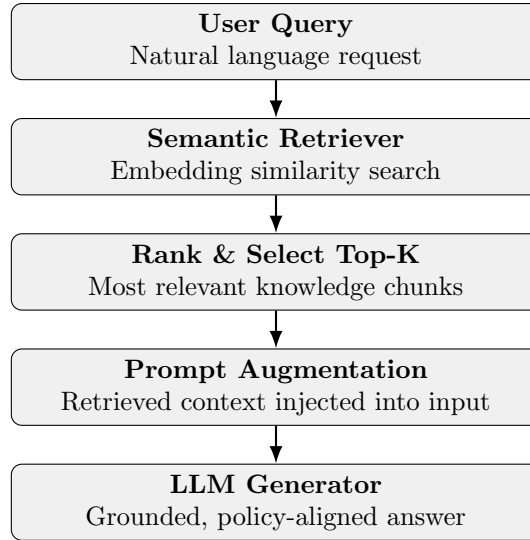 User Query
Natural language request
Semantic Retriever
Embedding similarity search
Rank & Select Top-K
Most relevant knowledge chunks
Prompt Augmentation
Retrieved context injected into input
LLM Generator
Grounded, policy-aligned answer